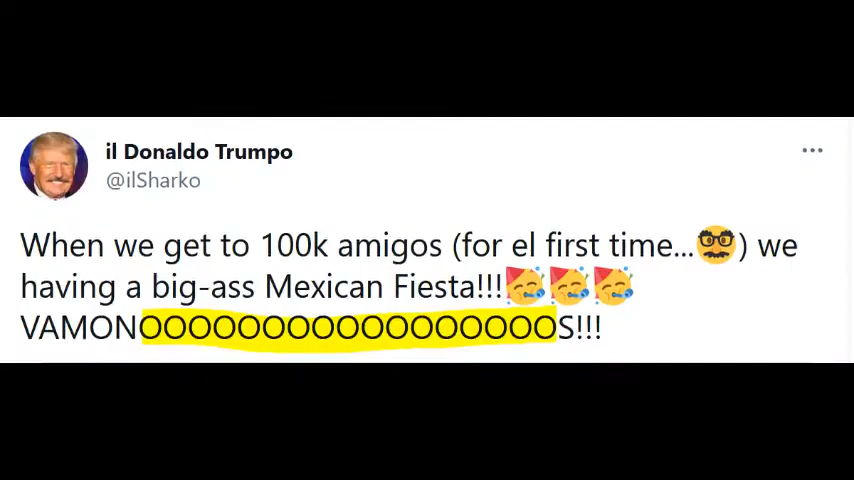 il Donaldo Trumpo
@ilSharko
When we get to 100k amigos (for el first time...🥸) we
having a big-ass Mexican Fiesta!!!🥳🥳🥳
VAMONOOOOOOOOOOOOOOOOOS!!!